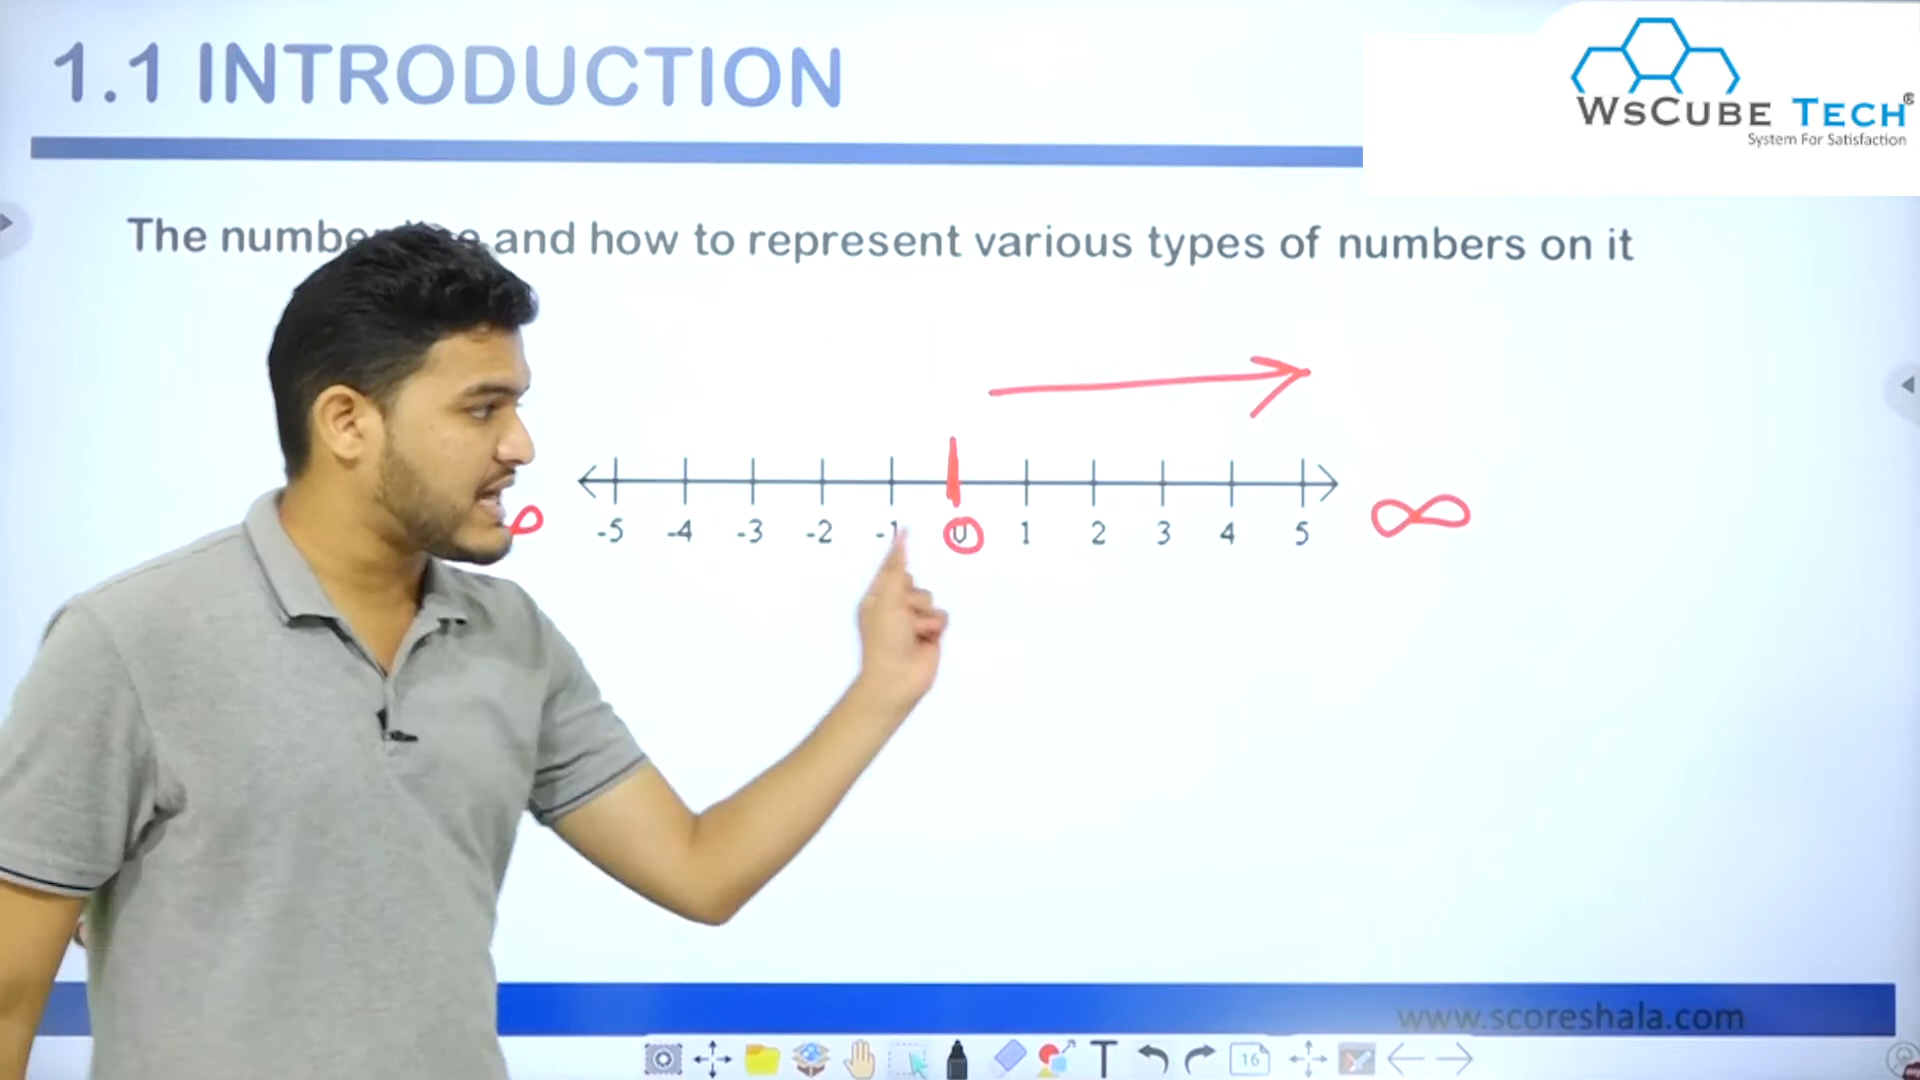 1.1 INTRODUCTION
WsCube Tech®
System For Satisfaction
The and how to represent various types of numbers on it
∞
-5 -4 -3 -2 -1 0 1 2 3 4 5
www.scoreshala.com
T
16